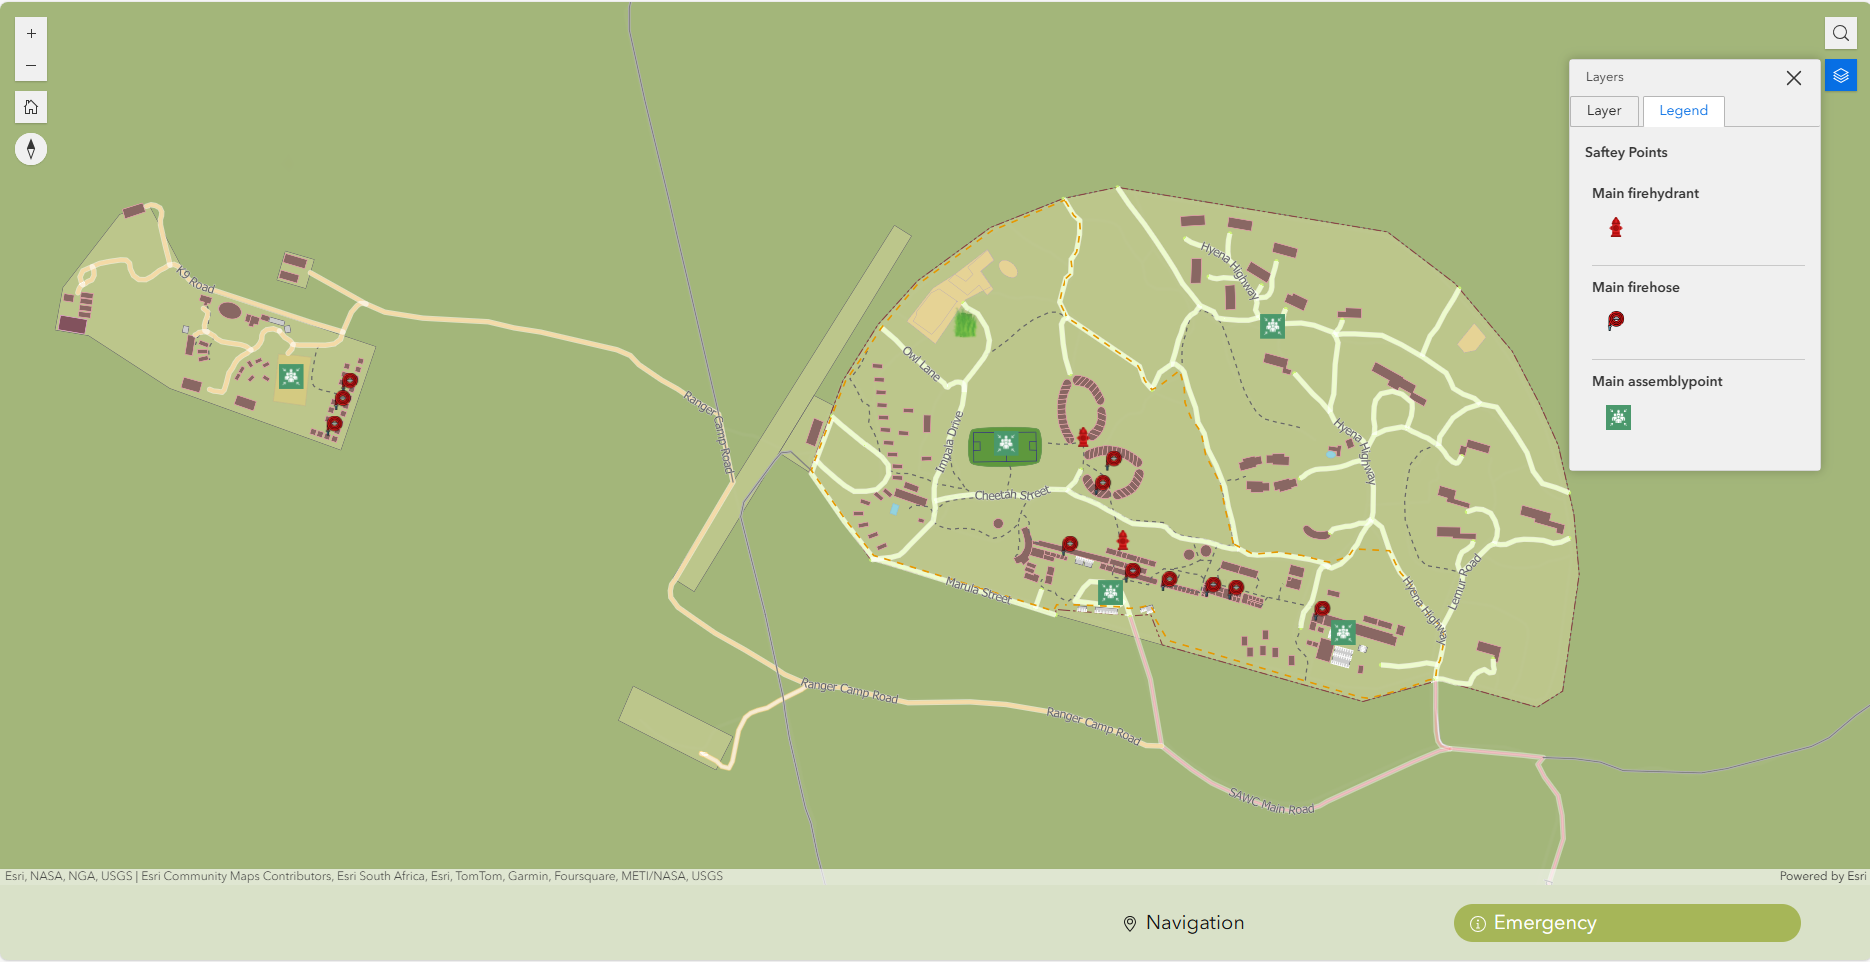 +
−
Layers
Layer
Legend
Saftey Points
Main firehydrant
Main firehose
Main assemblypoint
K9 Road
Ranger Camp Road
Owl Lane
Impala Drive
Cheetah Street
Marula Street
Hyena Highway
Hyena Highway
Hyena Highway
Lemur Road
Ranger Camp Road
Ranger Camp Road
SAWC Main Road
Esri, NASA, NGA, USGS | Esri Community Maps Contributors, Esri South Africa, Esri, TomTom, Garmin, Foursquare, METI/NASA, USGS
Powered by Esri
Navigation
Emergency